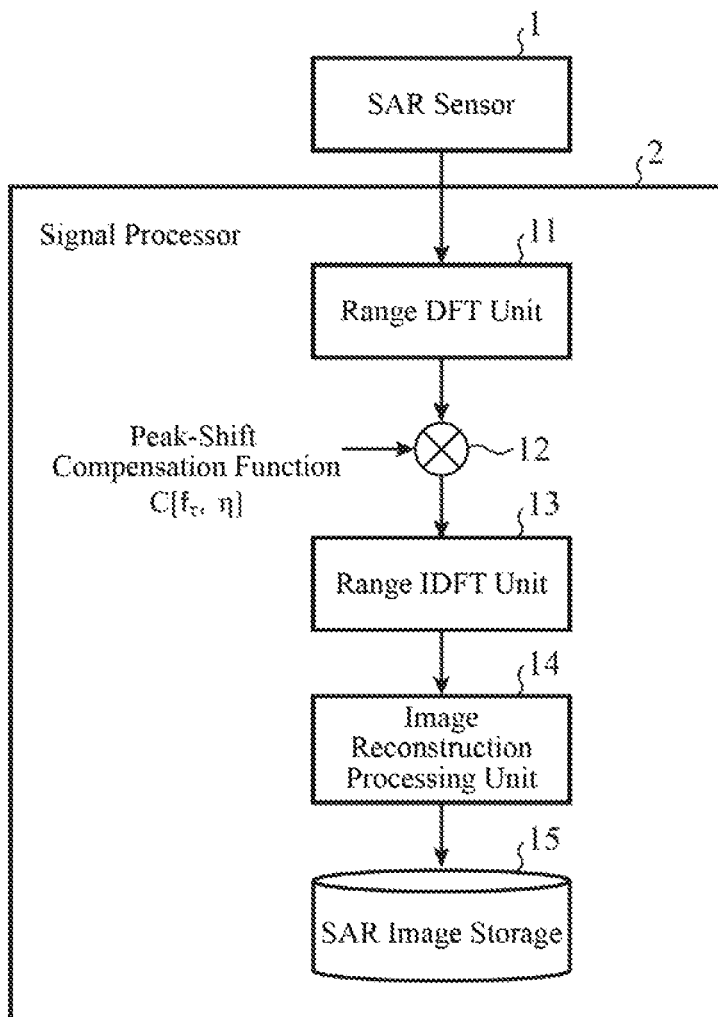 1
SAR Sensor
2
Signal Processor
11
Range DFT Unit
Peak-Shift
Compensation Function
C[fτ, η]
12
13
Range IDFT Unit
14
Image
Reconstruction
Processing Unit
15
SAR Image Storage